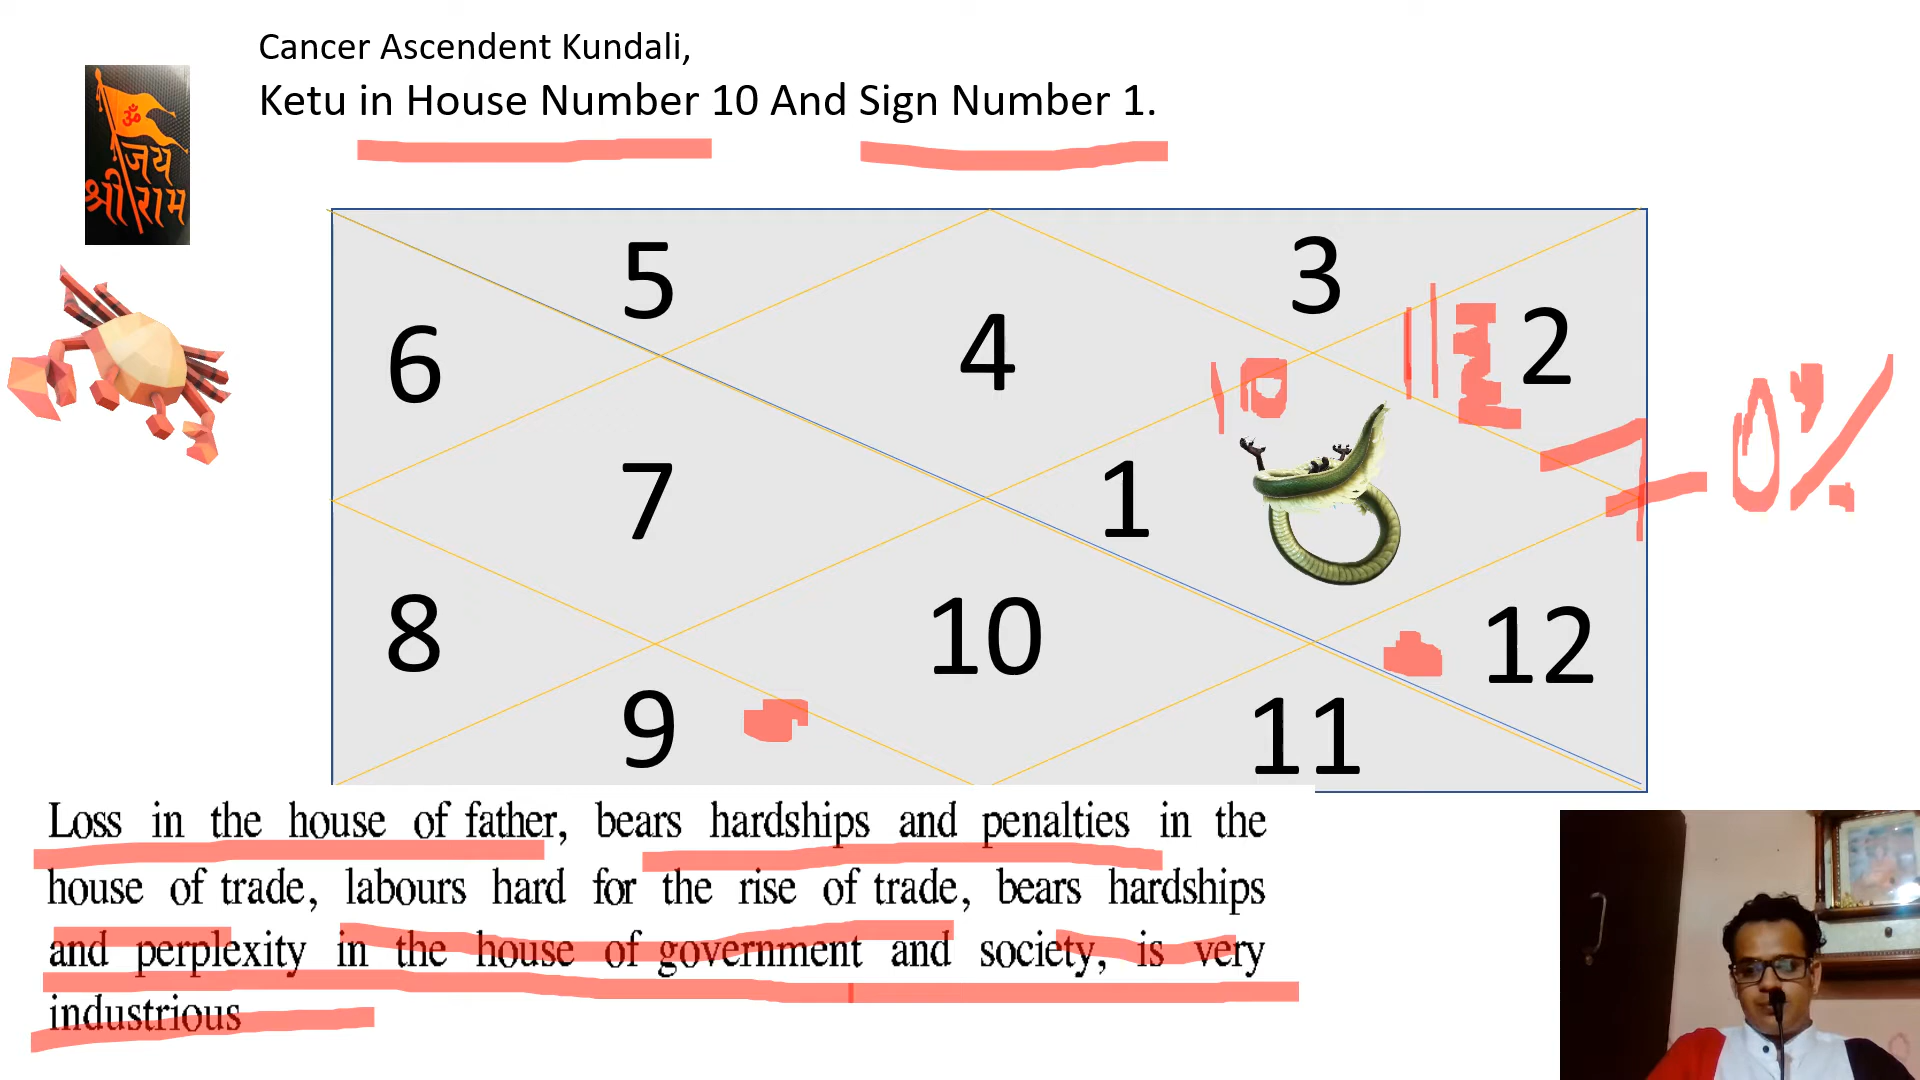 Cancer Ascendent Kundali,
Ketu in House Number 10 And Sign Number 1.
ॐ
जय
श्री राम
5
3
6
4
2
10
11
0%
7
1
8
10
12
9
11
Loss in the house of father, bears hardships and penalties in the
house of trade, labours hard for the rise of trade, bears hardships
and perplexity in the house of government and society, is very
industrious